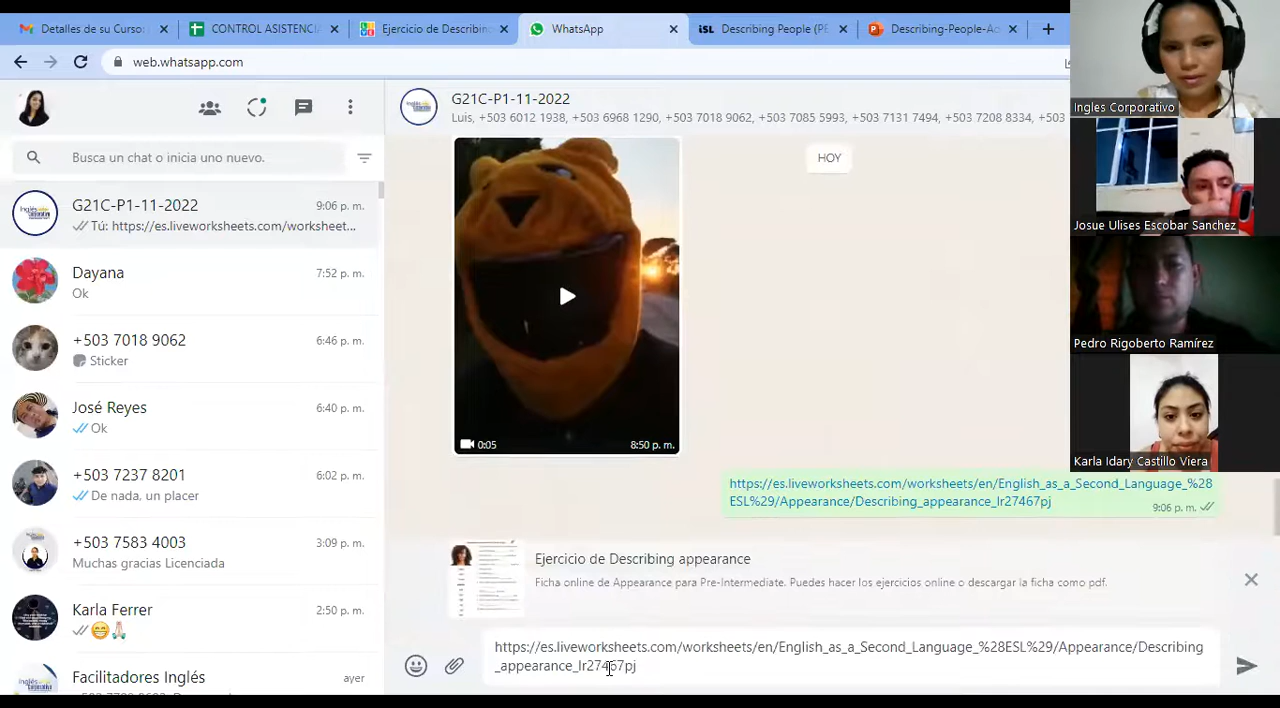 Detalles de su Curso
CONTROL ASISTENCI
Ejercicio de Describin
WhatsApp
iSL Describing People (PE
Describing-People-Ac
web.whatsapp.com
G21C-P1-11-2022
Luis, +503 6012 1938, +503 6968 1290, +503 7018 9062, +503 7085 5993, +503 7131 7494, +503 7208 8334, +503
Busca un chat o inicia uno nuevo.
G21C-P1-11-2022 9:06 p. m.
Tú: https://es.liveworksheets.com/worksheet...
Dayana 7:52 p. m.
Ok
+503 7018 9062 6:46 p. m.
Sticker
José Reyes 6:40 p. m.
Ok
+503 7237 8201 6:02 p. m.
De nada, un placer
+503 7583 4003 3:09 p. m.
Muchas gracias Licenciada
Karla Ferrer 2:50 p. m.
Facilitadores Inglés ayer
HOY
0:05 8:50 p. m.
https://es.liveworksheets.com/worksheets/en/English_as_a_Second_Language_%28
ESL%29/Appearance/Describing_appearance_lr27467pj
9:06 p. m.
Ejercicio de Describing appearance
Ficha online de Appearance para Pre-Intermediate. Puedes hacer los ejercicios online o descargar la ficha como pdf.
https://es.liveworksheets.com/worksheets/en/English_as_a_Second_Language_%28ESL%29/Appearance/Describing
_appearance_lr27467pj
Ingles Corporativo
Josue Ulises Escobar Sanchez
Pedro Rigoberto Ramírez
Karla Idary Castillo Viera